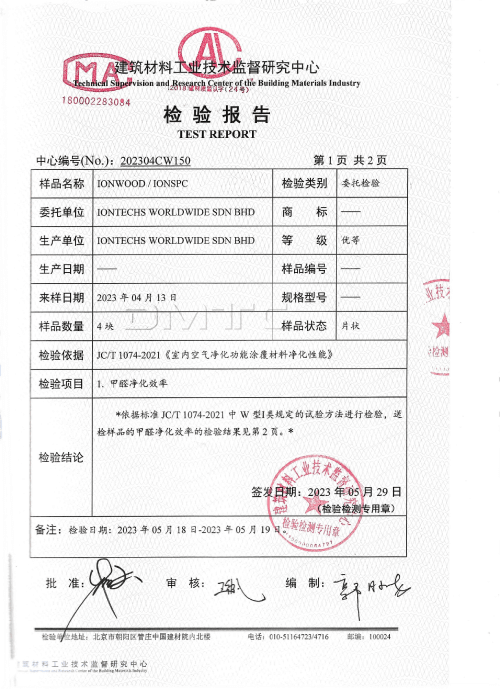 建筑材料工业技术监督研究中心
Technical Supervision and Research Center of the Building Materials Industry
MA
AL
180002283084
检验报告
TEST REPORT
中心编号(No.): 202304CW150 第 1 页 共 2 页
样品名称 IONWOOD / IONSPC 检验类别 委托检验
委托单位 IONTECHS WORLDWIDE SDN BHD 商 标 ——
生产单位 IONTECHS WORLDWIDE SDN BHD 等 级 优等
生产日期 —— 样品编号 ——
来样日期 2023 年 04 月 13 日 规格型号 ——
样品数量 4 块 样品状态 片状
检验依据 JC/T 1074-2021《室内空气净化功能涂覆材料净化性能》
检验项目 1. 甲醛净化效率
检验结论
*依据标准 JC/T 1074-2021 中 W 型Ⅰ类规定的试验方法进行检验，送
检样品的甲醛净化效率的检验结果见第 2 页。*
签发日期：2023 年 05 月 29 日
（检验检测专用章）
建筑材料工业技术监督研究中心
检验检测专用章
备注：检验日期：2023 年 05 月 18 日-2023 年 05 月 19 日。
批 准： 审 核： 编 制：
检验单位地址：北京市朝阳区管庄中国建材院内北楼 电话：010-51164723/4716 邮编：100024
筑材料工业技术监督研究中心